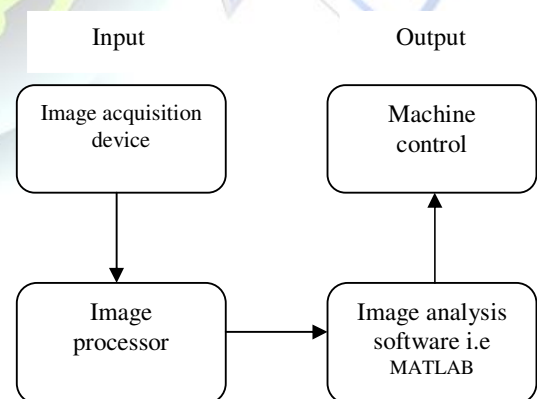 Input
Output
Image acquisition
device
Machine
control
Image
processor
Image analysis
software i.e
MATLAB